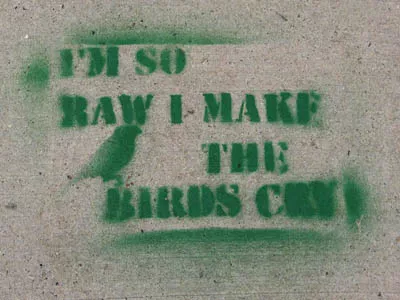 I'M SO
RAW I MAKE
THE
BIRDS CRY